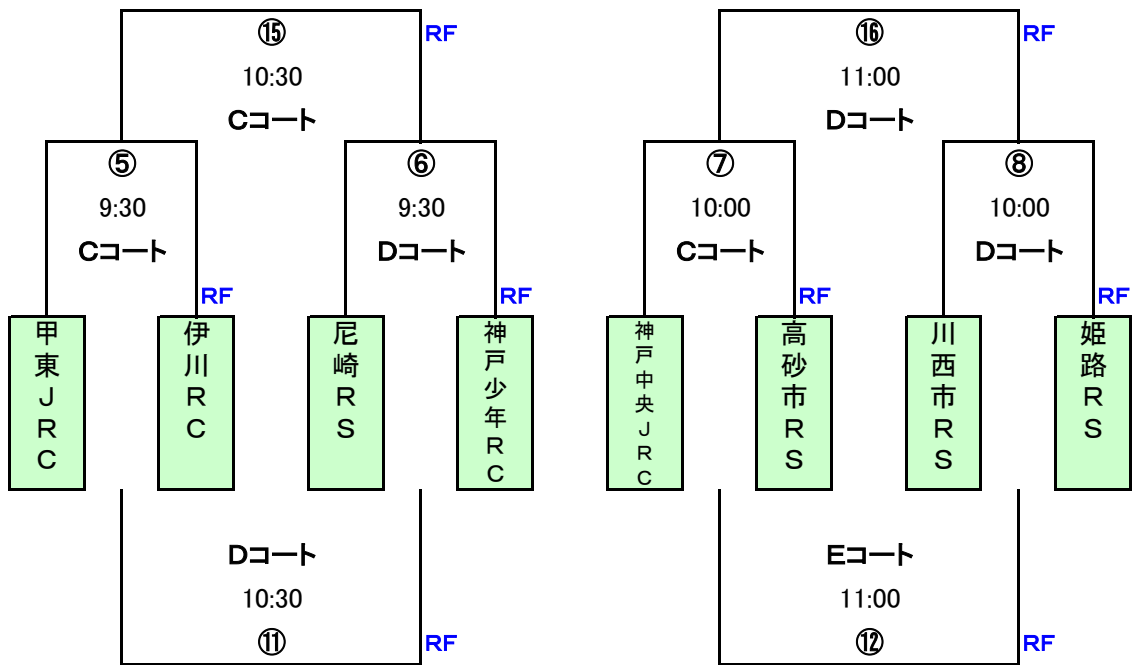 ⑮ RF ⑯ RF
10:30 11:00
Cコート Dコート
⑤ ⑥ ⑦ ⑧
9:30 9:30 10:00 10:00
Cコート Dコート Cコート Dコート
RF RF RF RF
甲東JRC
伊川RC
尼崎RS
神戸少年RC
神戸中央JRC
高砂市RS
川西市RS
姫路RS
Dコート Eコート
10:30 11:00
⑪ RF ⑫ RF